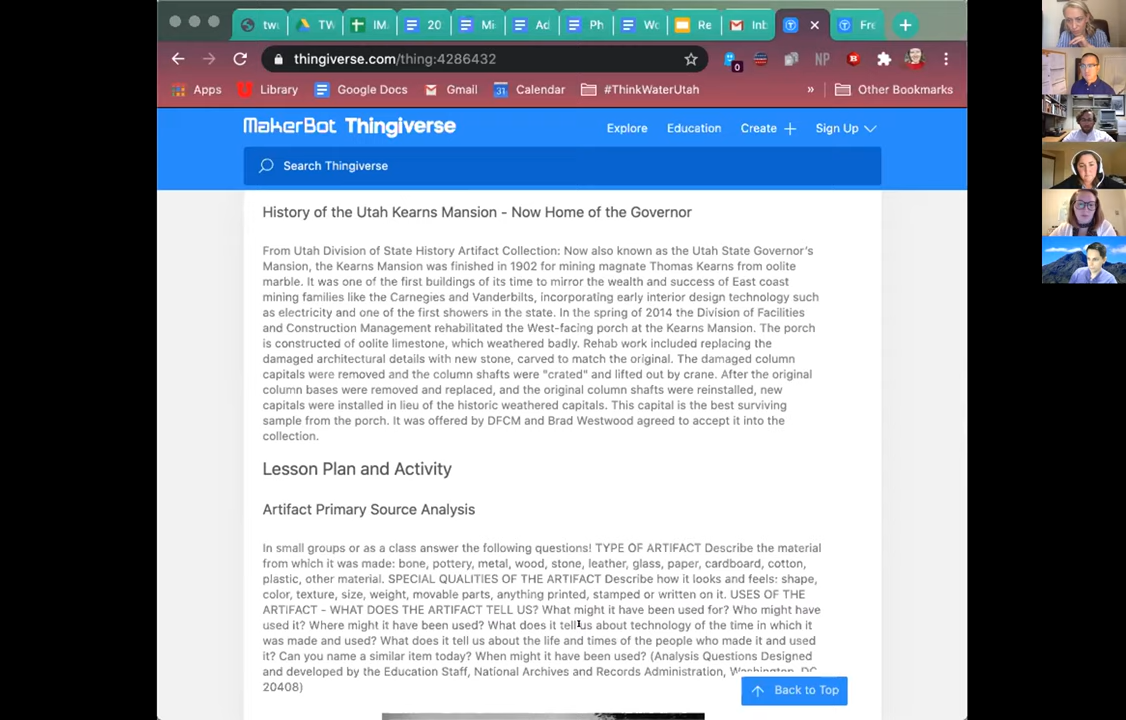 tw
TW
IM
20
Mi
Ad
Ph
Wo
Re
Inb
Fre
thingiverse.com/thing:4286432
0
NP
Apps
Library
Google Docs
Gmail
31
Calendar
#ThinkWaterUtah
»
Other Bookmarks
MakerBot Thingiverse
Explore
Education
Create +
Sign Up
Search Thingiverse
History of the Utah Kearns Mansion - Now Home of the Governor
From Utah Division of State History Artifact Collection: Now also known as the Utah State Governor's
Mansion, the Kearns Mansion was finished in 1902 for mining magnate Thomas Kearns from oolite
marble. It was one of the first buildings of its time to mirror the wealth and success of East coast
mining families like the Carnegies and Vanderbilts, incorporating early interior design technology such
as electricity and one of the first showers in the state. In the spring of 2014 the Division of Facilities
and Construction Management rehabilitated the West-facing porch at the Kearns Mansion. The porch
is constructed of oolite limestone, which weathered badly. Rehab work included replacing the
damaged architectural details with new stone, carved to match the original. The damaged column
capitals were removed and the column shafts were "crated" and lifted out by crane. After the original
column bases were removed and replaced, and the original column shafts were reinstalled, new
capitals were installed in lieu of the historic weathered capitals. This capital is the best surviving
sample from the porch. It was offered by DFCM and Brad Westwood agreed to accept it into the
collection.
Lesson Plan and Activity
Artifact Primary Source Analysis
In small groups or as a class answer the following questions! TYPE OF ARTIFACT Describe the material
from which it was made: bone, pottery, metal, wood, stone, leather, glass, paper, cardboard, cotton,
plastic, other material. SPECIAL QUALITIES OF THE ARTIFACT Describe how it looks and feels: shape,
color, texture, size, weight, movable parts, anything printed, stamped or written on it. USES OF THE
ARTIFACT - WHAT DOES THE ARTIFACT TELL US? What might it have been used for? Who might have
used it? Where might it have been used? What does it tell us about technology of the time in which it
was made and used? What does it tell us about the life and times of the people who made it and used
it? Can you name a similar item today? When might it have been used? (Analysis Questions Designed
and developed by the Education Staff, National Archives and Records Administration, Washington, DC
20408)
Back to Top